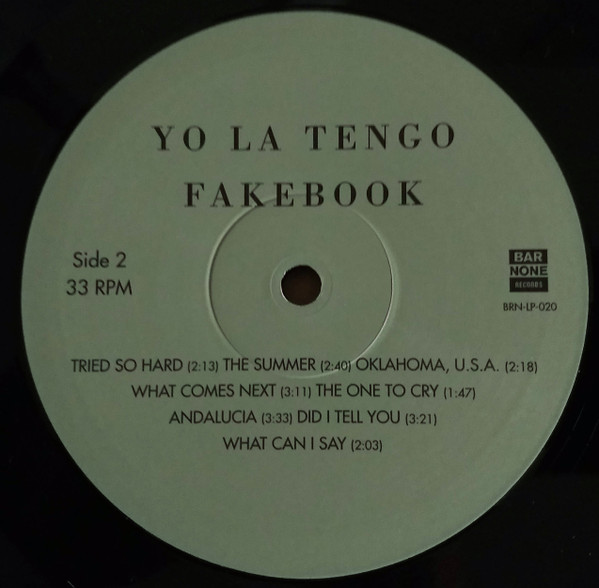 YO LA TENGO
FAKEBOOK
Side 2
33 RPM
BAR
NONE
RECORDS
BRN-LP-020
TRIED SO HARD (2:13) THE SUMMER (2:40) OKLAHOMA, U.S.A. (2:18)
WHAT COMES NEXT (3:11) THE ONE TO CRY (1:47)
ANDALUCIA (3:33) DID I TELL YOU (3:21)
WHAT CAN I SAY (2:03)